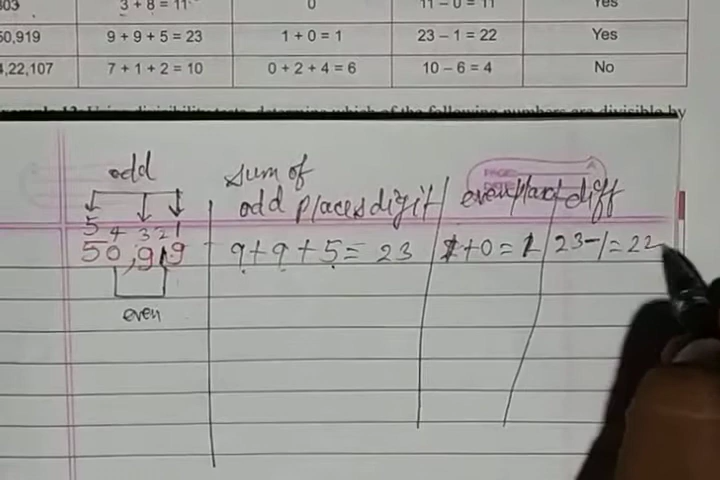 303 3 + 8 = 11 0 11 – 0 = 11 Yes
50,919 9 + 9 + 5 = 23 1 + 0 = 1 23 – 1 = 22 Yes
4,22,107 7 + 1 + 2 = 10 0 + 2 + 4 = 6 10 – 6 = 4 No
odd sum of
odd places digit even place diff
5 4 3 2 1
50,919 9+9+5=23 1+0=1 23-1=22
even